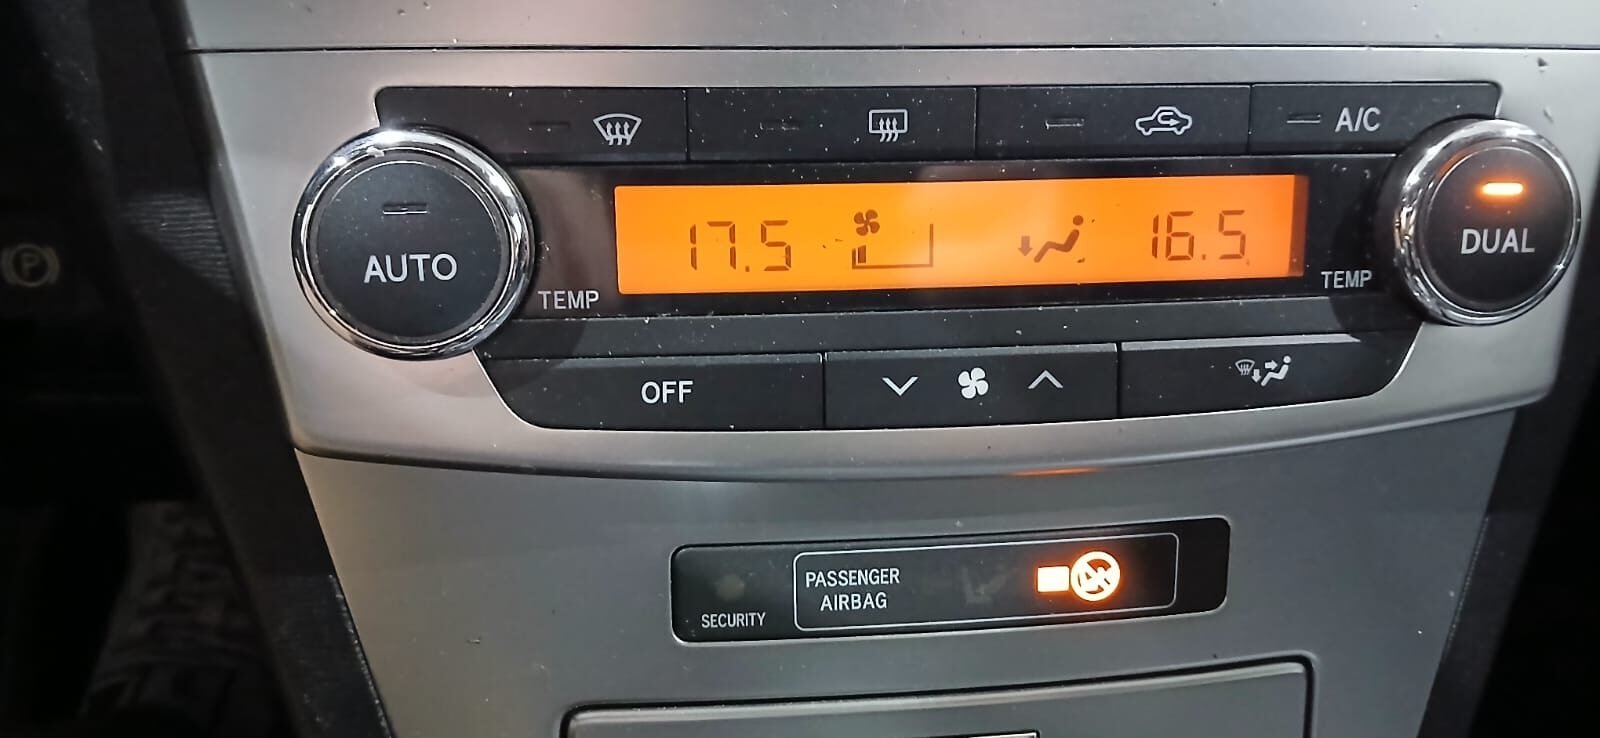 A/C
AUTO
DUAL
17.5
16.5
TEMP
TEMP
OFF
P
SECURITY
PASSENGER
AIRBAG